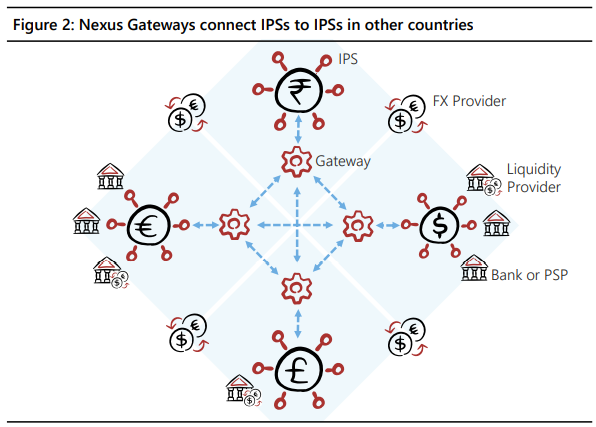 Figure 2: Nexus Gateways connect IPSs to IPSs in other countries
IPS
₹
€
$
FX Provider
€
$
Gateway
Liquidity
Provider
€
$
Bank or PSP
€
$
€
$
£